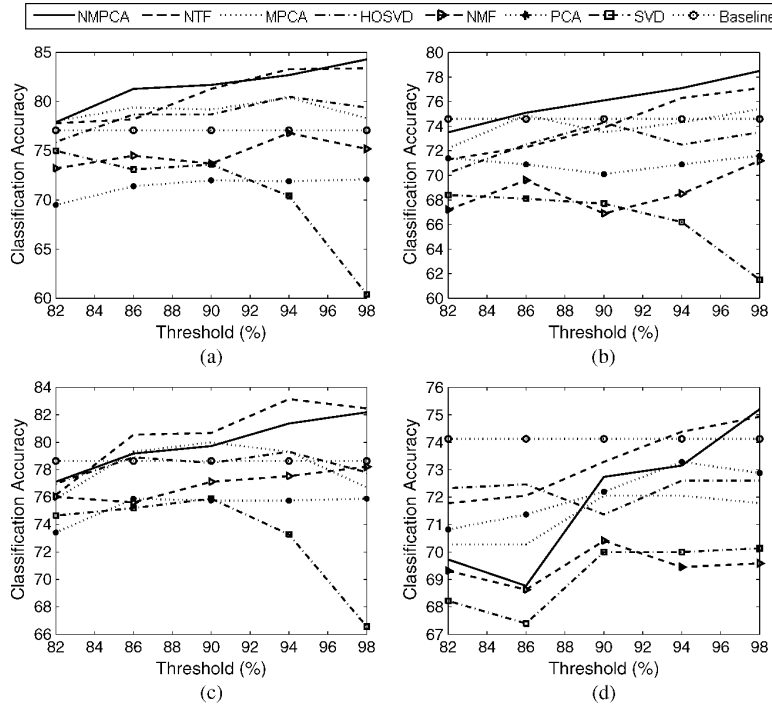 NMPCA NTF MPCA HOSVD NMF PCA SVD Baseline
85
80
75
70
65
60
Classification Accuracy
82 84 86 88 90 92 94 96 98
Threshold (%)
(a)
80
78
76
74
72
70
68
66
64
62
60
Classification Accuracy
82 84 86 88 90 92 94 96 98
Threshold (%)
(b)
84
82
80
78
76
74
72
70
68
66
Classification Accuracy
82 84 86 88 90 92 94 96 98
Threshold (%)
(c)
76
75
74
73
72
71
70
69
68
67
Classification Accuracy
82 84 86 88 90 92 94 96 98
Threshold (%)
(d)